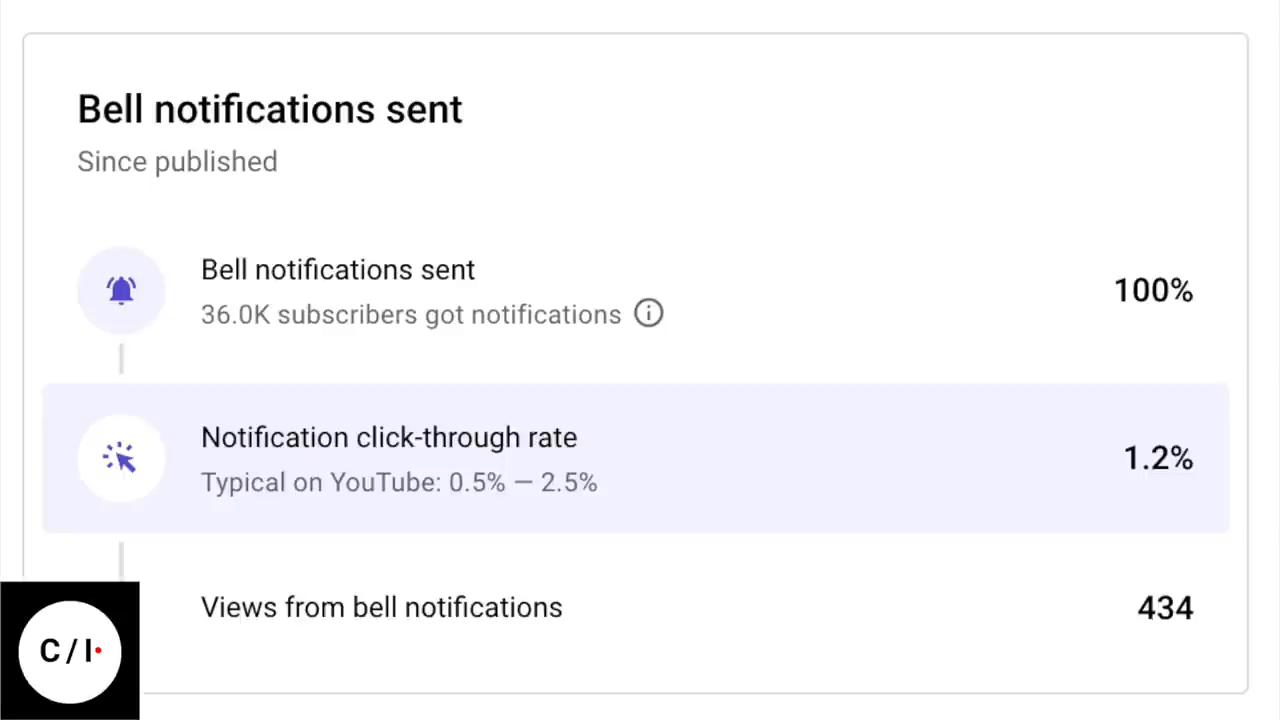 Bell notifications sent
Since published
Bell notifications sent
36.0K subscribers got notifications
100%
Notification click-through rate
Typical on YouTube: 0.5% — 2.5%
1.2%
Views from bell notifications
434
C/I